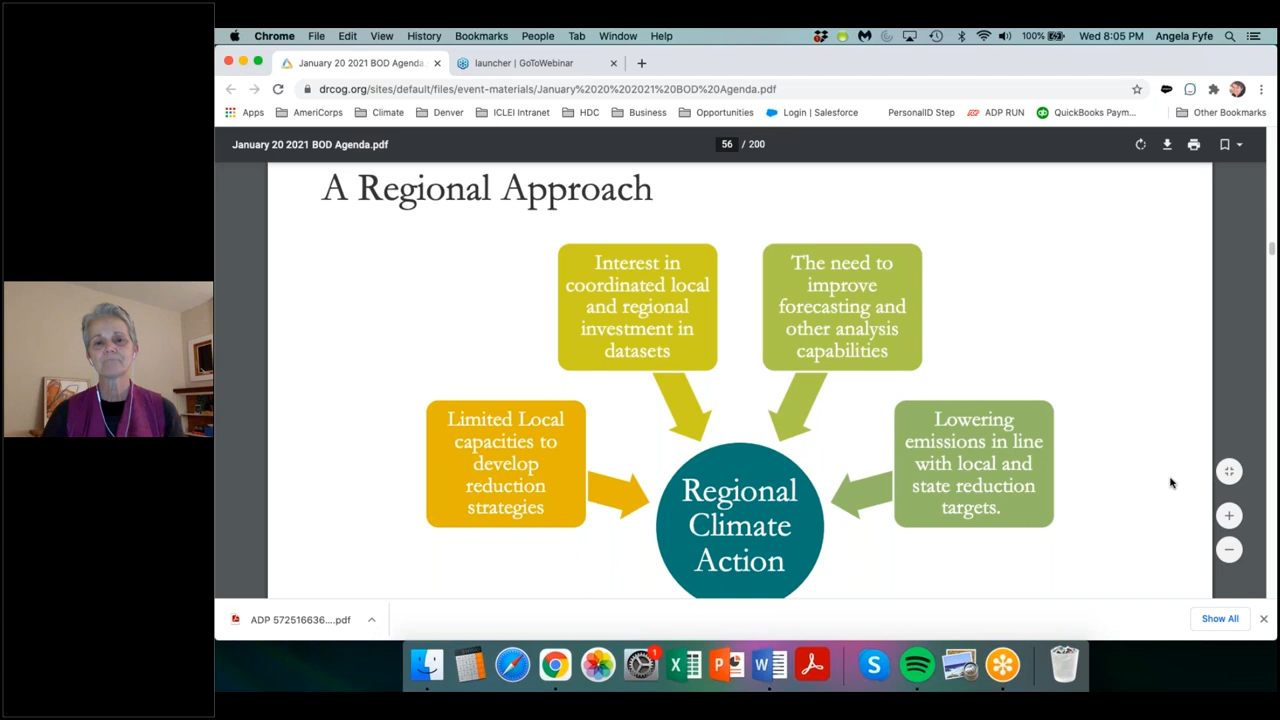 Chrome File Edit View History Bookmarks People Tab Window Help 100% Wed 8:05 PM Angela Fyfe
January 20 2021 BOD Agenda. launcher | GoToWebinar
drcog.org/sites/default/files/event-materials/January%2020%202021%20BOD%20Agenda.pdf
Apps AmeriCorps Climate Denver ICLEI Intranet HDC Business Opportunities Login | Salesforce PersonalID Step ADP RUN QuickBooks Paym... Other Bookmarks
January 20 2021 BOD Agenda.pdf 56 / 200
A Regional Approach
Interest in
coordinated local
and regional
investment in
datasets
The need to
improve
forecasting and
other analysis
capabilities
Limited Local
capacities to
develop
reduction
strategies
Lowering
emissions in line
with local and
state reduction
targets.
Regional
Climate
Action
ADP 572516636....pdf Show All
1